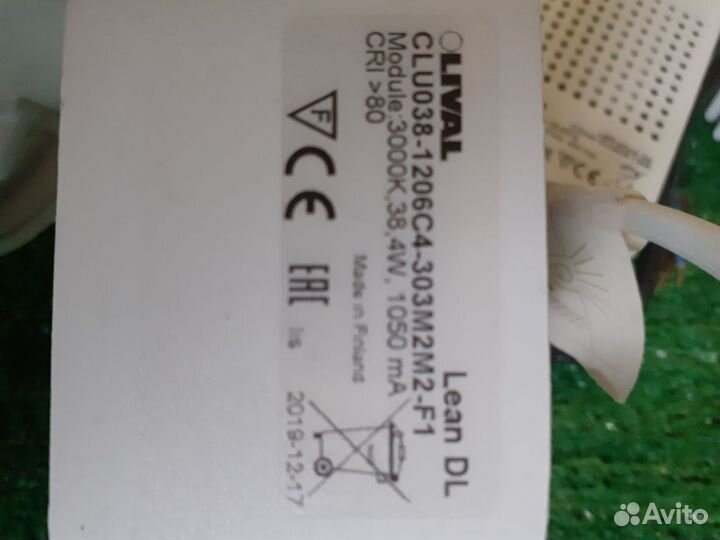 LIVAL
Lean DL
CLU038-1206C4-303M2M2-F1
Module:3000K,38,4W, 1050 mA
CRI >80
Made in Finland
F
CE
EAC
2019-12-17
Avito